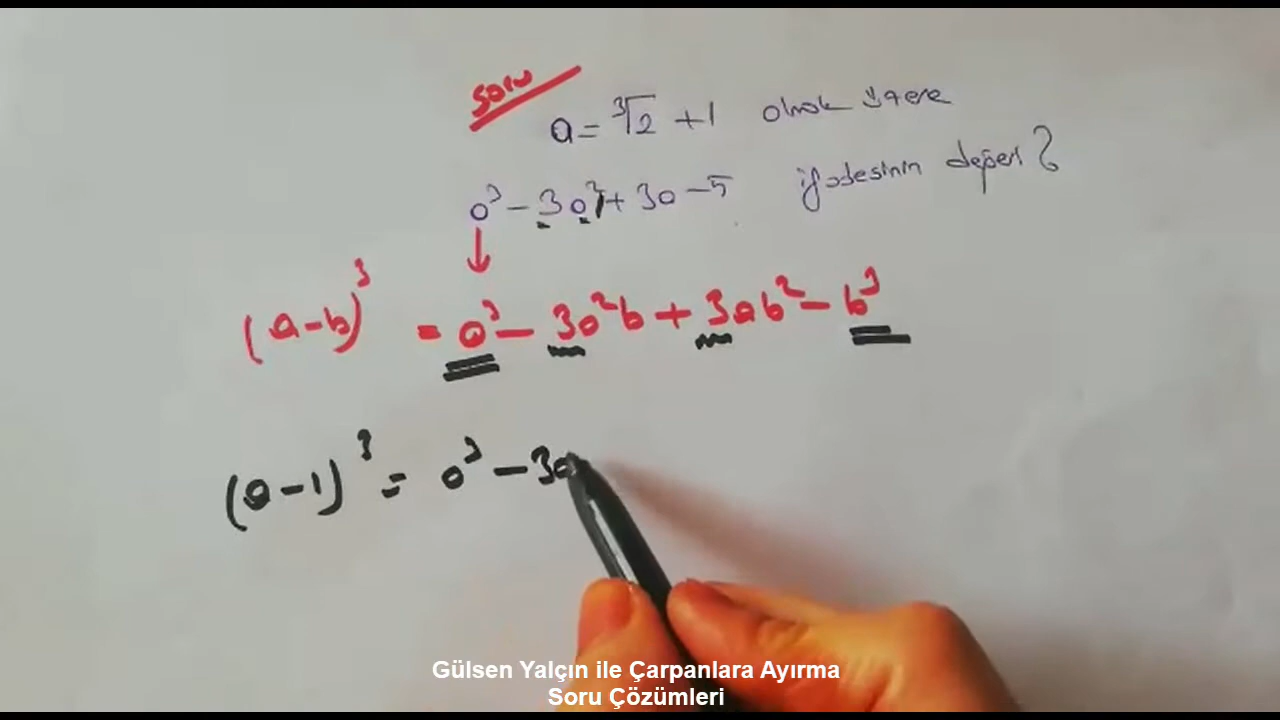 Soru
a = ∛2 + 1 olmak üzere
a³ - 3a² + 3a - 5 ifadesinin değeri ?
(a-b)³ = a³ - 3a²b + 3ab² - b³
(a-1)³ = a³ - 3a
Gülsen Yalçın ile Çarpanlara Ayırma
Soru Çözümleri